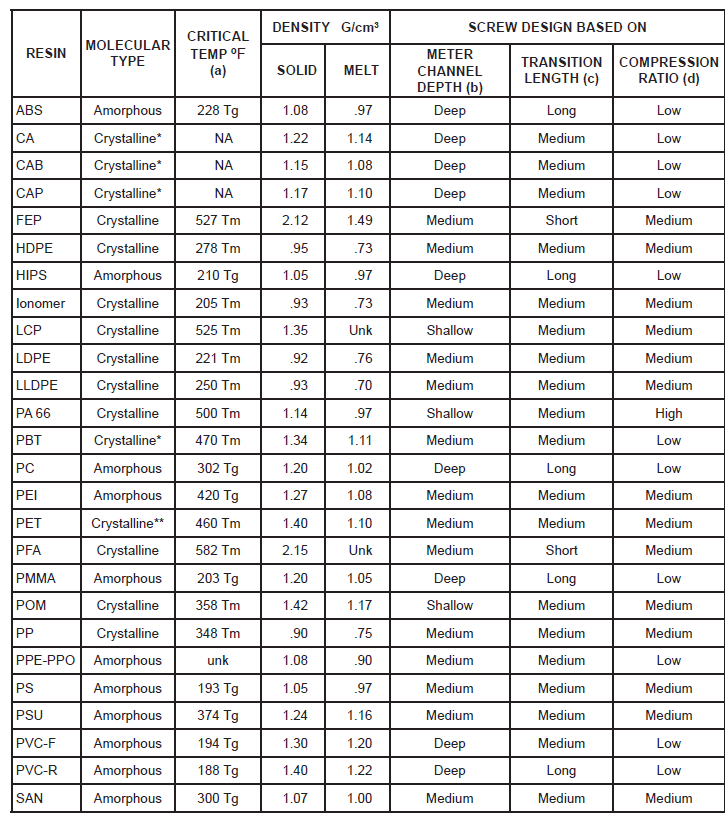 RESIN MOLECULAR TYPE CRITICAL TEMP ºF (a) DENSITY G/cm³ SCREW DESIGN BASED ON
SOLID MELT METER CHANNEL DEPTH (b) TRANSITION LENGTH (c) COMPRESSION RATIO (d)
ABS Amorphous 228 Tg 1.08 .97 Deep Long Low
CA Crystalline* NA 1.22 1.14 Deep Medium Low
CAB Crystalline* NA 1.15 1.08 Deep Medium Low
CAP Crystalline* NA 1.17 1.10 Deep Medium Low
FEP Crystalline 527 Tm 2.12 1.49 Medium Short Medium
HDPE Crystalline 278 Tm .95 .73 Medium Medium Medium
HIPS Amorphous 210 Tg 1.05 .97 Deep Long Low
Ionomer Crystalline 205 Tm .93 .73 Medium Medium Medium
LCP Crystalline 525 Tm 1.35 Unk Shallow Medium Medium
LDPE Crystalline 221 Tm .92 .76 Medium Medium Medium
LLDPE Crystalline 250 Tm .93 .70 Medium Medium Medium
PA 66 Crystalline 500 Tm 1.14 .97 Shallow Medium High
PBT Crystalline* 470 Tm 1.34 1.11 Medium Medium Low
PC Amorphous 302 Tg 1.20 1.02 Deep Long Low
PEI Amorphous 420 Tg 1.27 1.08 Medium Medium Medium
PET Crystalline** 460 Tm 1.40 1.10 Medium Medium Medium
PFA Crystalline 582 Tm 2.15 Unk Medium Short Medium
PMMA Amorphous 203 Tg 1.20 1.05 Deep Long Low
POM Crystalline 358 Tm 1.42 1.17 Shallow Medium Medium
PP Crystalline 348 Tm .90 .75 Medium Medium Medium
PPE-PPO Amorphous unk 1.08 .90 Medium Medium Low
PS Amorphous 193 Tg 1.05 .97 Medium Medium Medium
PSU Amorphous 374 Tg 1.24 1.16 Medium Medium Medium
PVC-F Amorphous 194 Tg 1.30 1.20 Deep Medium Low
PVC-R Amorphous 188 Tg 1.40 1.22 Deep Long Low
SAN Amorphous 300 Tg 1.07 1.00 Medium Medium Medium